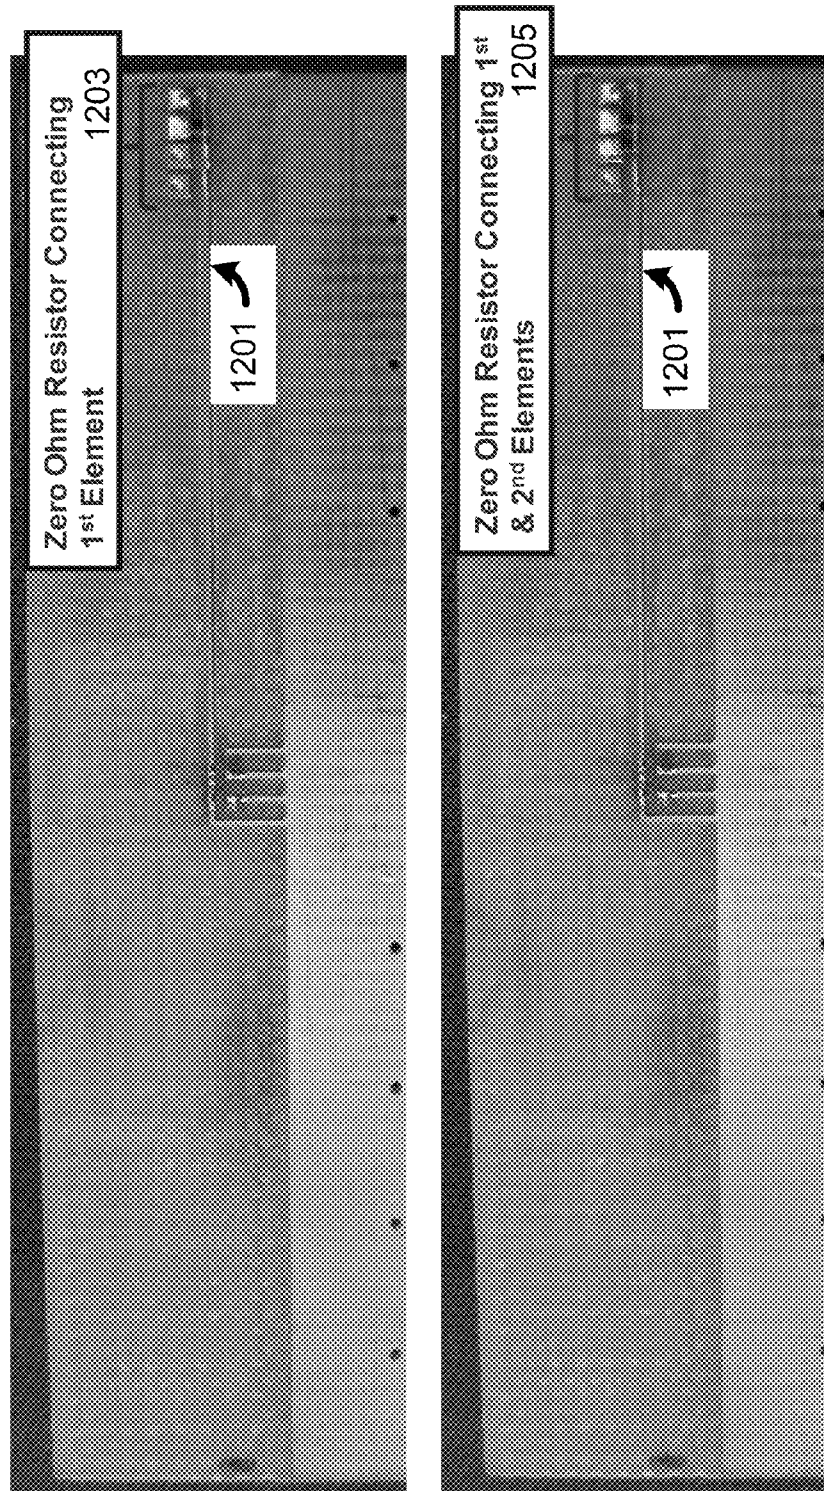 Zero Ohm Resistor Connecting
1st Element
1203
1201
Zero Ohm Resistor Connecting 1st
& 2nd Elements
1205
1201